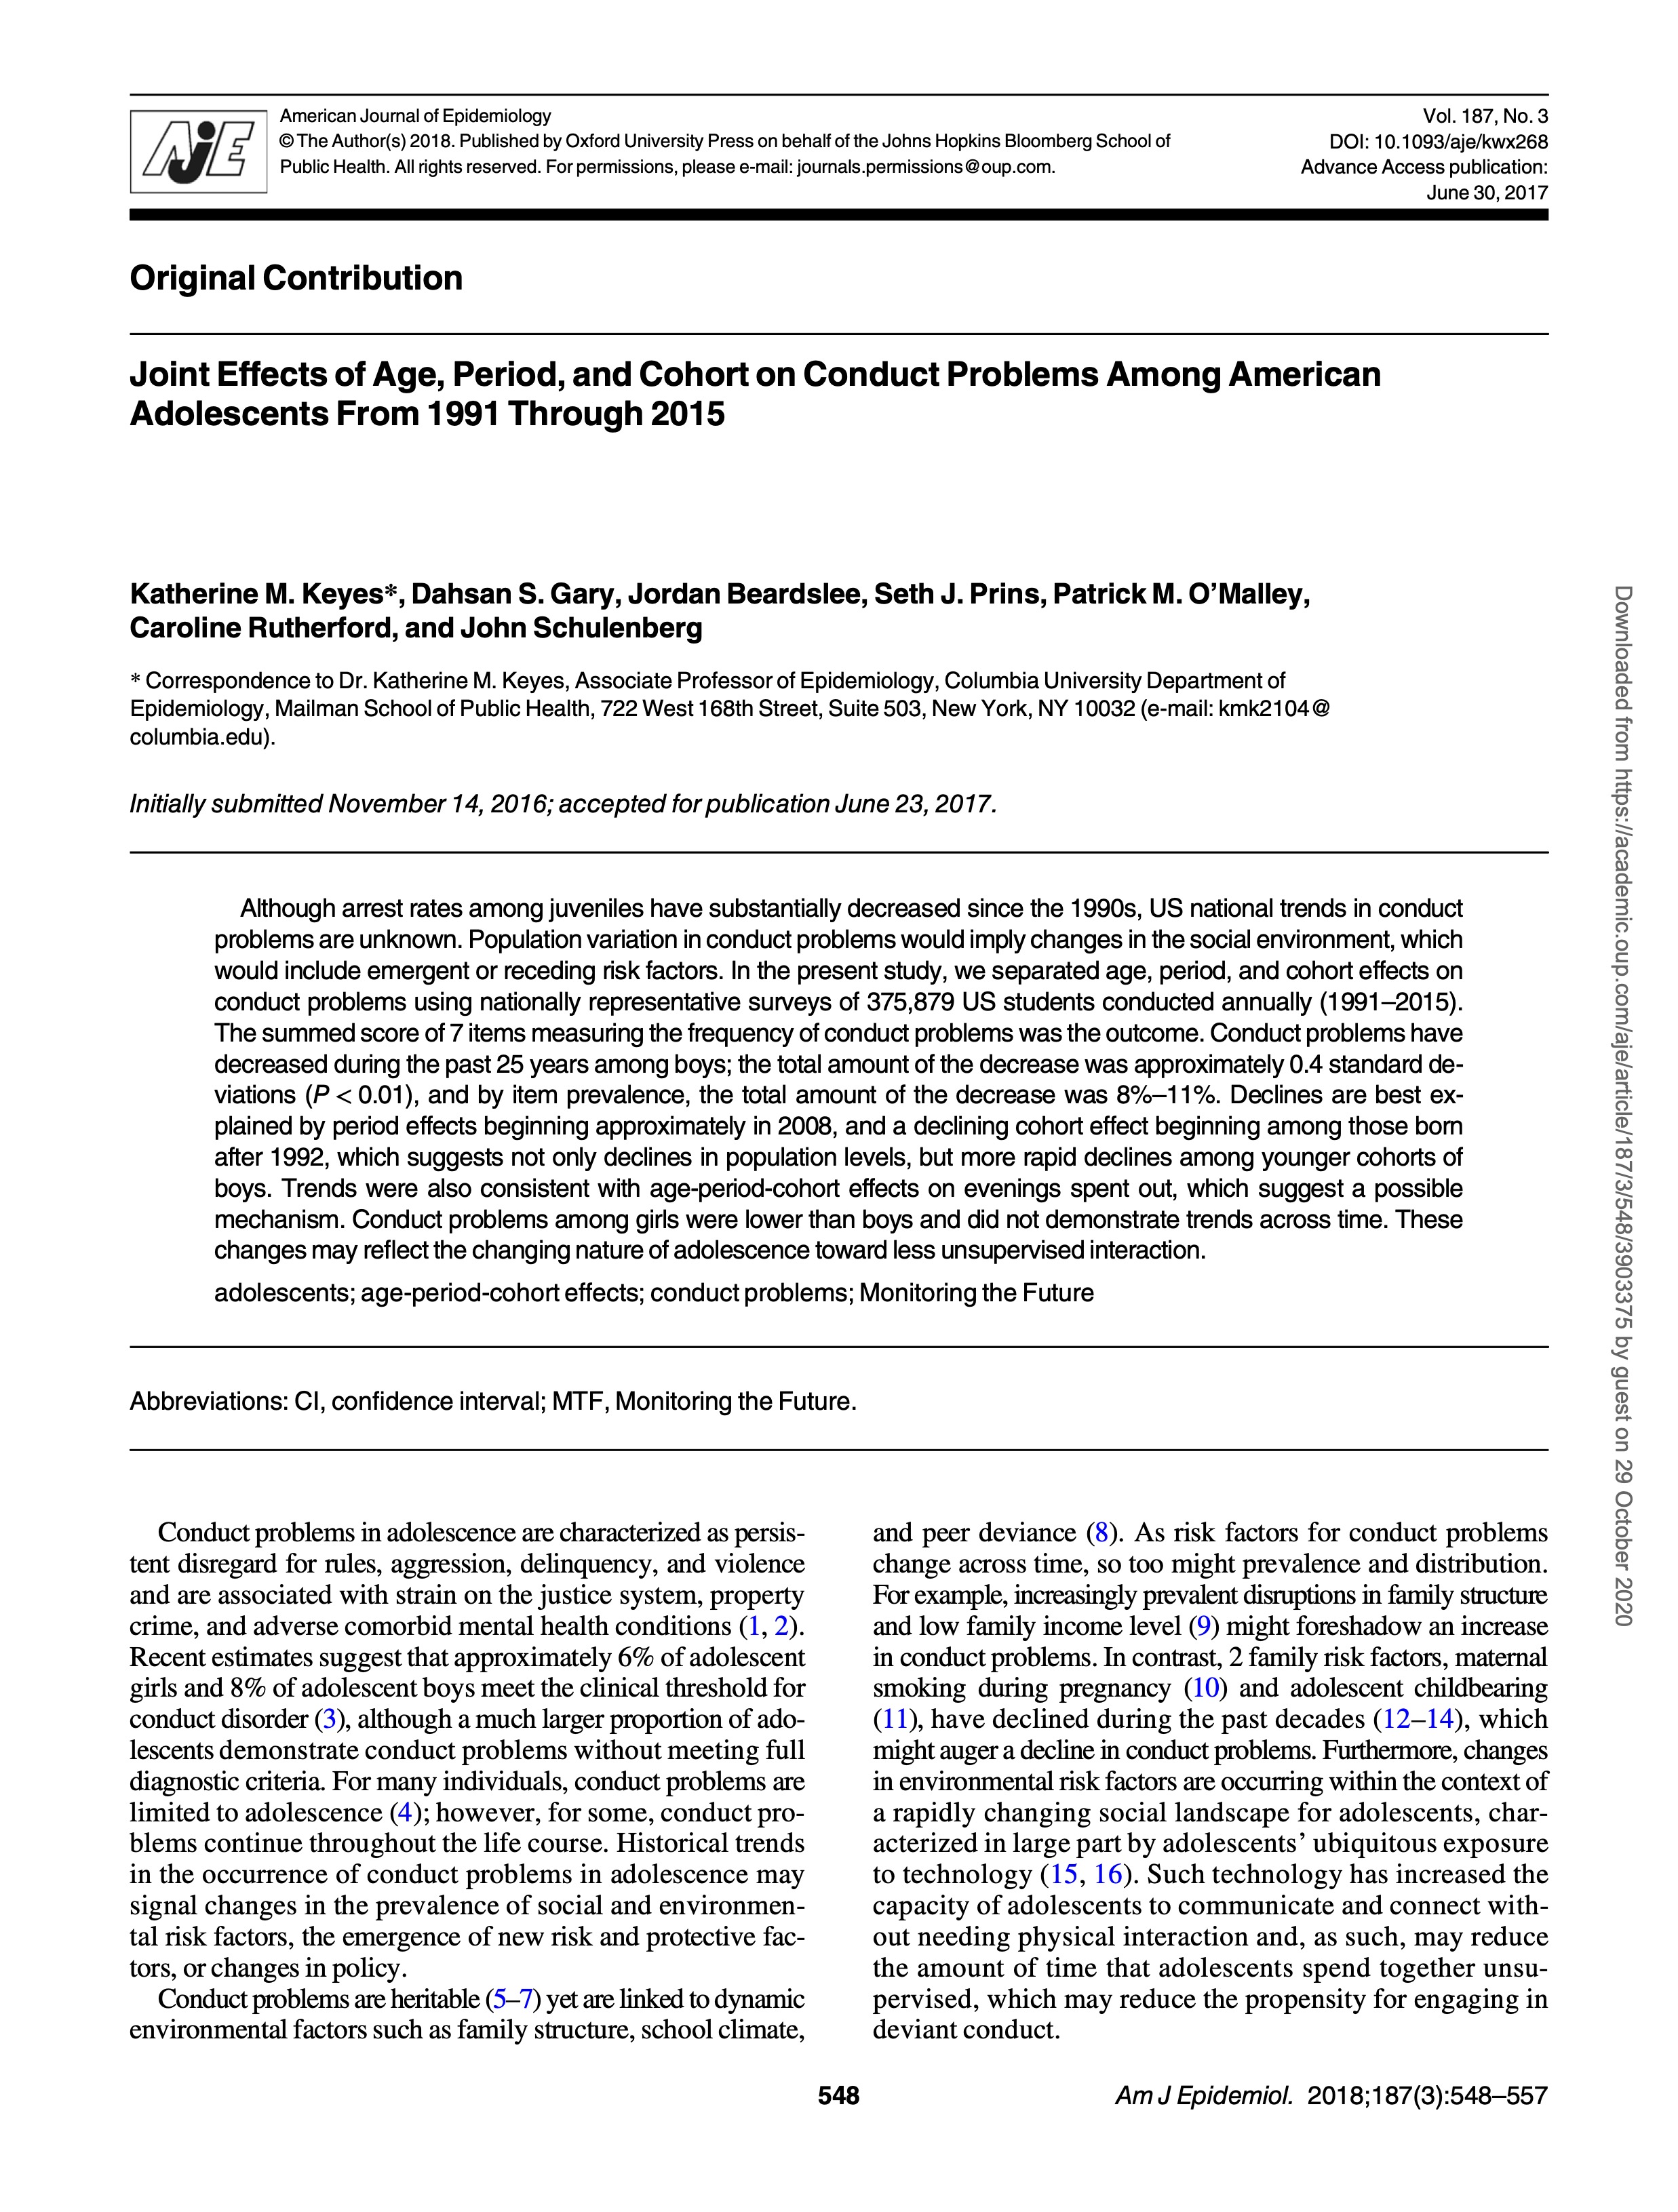 AJE
American Journal of Epidemiology
© The Author(s) 2018. Published by Oxford University Press on behalf of the Johns Hopkins Bloomberg School of
Public Health. All rights reserved. For permissions, please e-mail: journals.permissions@oup.com.
Vol. 187, No. 3
DOI: 10.1093/aje/kwx268
Advance Access publication:
June 30, 2017
Original Contribution
Joint Effects of Age, Period, and Cohort on Conduct Problems Among American
Adolescents From 1991 Through 2015
Katherine M. Keyes*, Dahsan S. Gary, Jordan Beardslee, Seth J. Prins, Patrick M. O’Malley,
Caroline Rutherford, and John Schulenberg
* Correspondence to Dr. Katherine M. Keyes, Associate Professor of Epidemiology, Columbia University Department of
Epidemiology, Mailman School of Public Health, 722 West 168th Street, Suite 503, New York, NY 10032 (e-mail: kmk2104@
columbia.edu).
Initially submitted November 14, 2016; accepted for publication June 23, 2017.
Although arrest rates among juveniles have substantially decreased since the 1990s, US national trends in conduct
problems are unknown. Population variation in conduct problems would imply changes in the social environment, which
would include emergent or receding risk factors. In the present study, we separated age, period, and cohort effects on
conduct problems using nationally representative surveys of 375,879 US students conducted annually (1991–2015).
The summed score of 7 items measuring the frequency of conduct problems was the outcome. Conduct problems have
decreased during the past 25 years among boys; the total amount of the decrease was approximately 0.4 standard de-
viations (P < 0.01), and by item prevalence, the total amount of the decrease was 8%–11%. Declines are best ex-
plained by period effects beginning approximately in 2008, and a declining cohort effect beginning among those born
after 1992, which suggests not only declines in population levels, but more rapid declines among younger cohorts of
boys. Trends were also consistent with age-period-cohort effects on evenings spent out, which suggest a possible
mechanism. Conduct problems among girls were lower than boys and did not demonstrate trends across time. These
changes may reflect the changing nature of adolescence toward less unsupervised interaction.
adolescents; age-period-cohort effects; conduct problems; Monitoring the Future
Abbreviations: CI, confidence interval; MTF, Monitoring the Future.
Conduct problems in adolescence are characterized as persis-
tent disregard for rules, aggression, delinquency, and violence
and are associated with strain on the justice system, property
crime, and adverse comorbid mental health conditions (1, 2).
Recent estimates suggest that approximately 6% of adolescent
girls and 8% of adolescent boys meet the clinical threshold for
conduct disorder (3), although a much larger proportion of ado-
lescents demonstrate conduct problems without meeting full
diagnostic criteria. For many individuals, conduct problems are
limited to adolescence (4); however, for some, conduct pro-
blems continue throughout the life course. Historical trends
in the occurrence of conduct problems in adolescence may
signal changes in the prevalence of social and environmen-
tal risk factors, the emergence of new risk and protective fac-
tors, or changes in policy.
Conduct problems are heritable (5–7) yet are linked to dynamic
environmental factors such as family structure, school climate,
and peer deviance (8). As risk factors for conduct problems
change across time, so too might prevalence and distribution.
For example, increasingly prevalent disruptions in family structure
and low family income level (9) might foreshadow an increase
in conduct problems. In contrast, 2 family risk factors, maternal
smoking during pregnancy (10) and adolescent childbearing
(11), have declined during the past decades (12–14), which
might auger a decline in conduct problems. Furthermore, changes
in environmental risk factors are occurring within the context of
a rapidly changing social landscape for adolescents, char-
acterized in large part by adolescents’ ubiquitous exposure
to technology (15, 16). Such technology has increased the
capacity of adolescents to communicate and connect with-
out needing physical interaction and, as such, may reduce
the amount of time that adolescents spend together unsu-
pervised, which may reduce the propensity for engaging in
deviant conduct.
548
Am J Epidemiol. 2018;187(3):548–557
Downloaded from https://academic.oup.com/aje/article/187/3/548/3903375 by guest on 29 October 2020